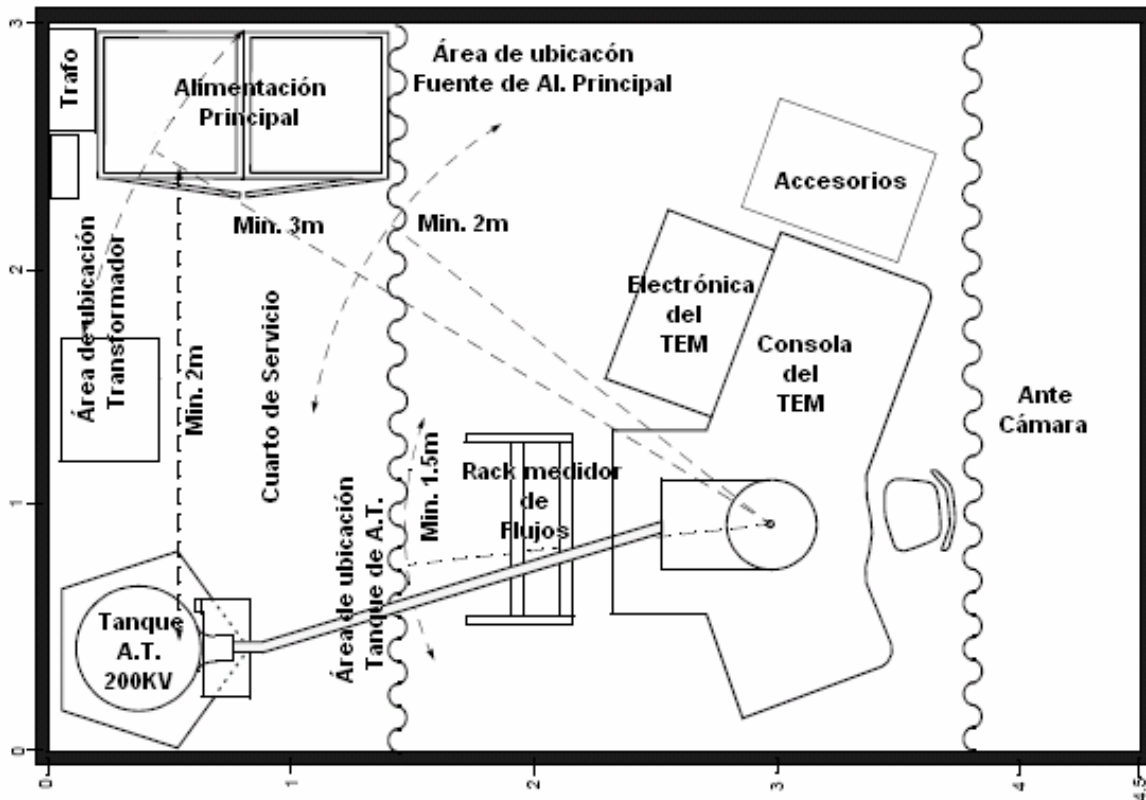 3
2
1
0
Trafo
Alimentación
Principal
Área de ubicacón
Fuente de Al. Principal
Accesorios
Min. 3m
Min. 2m
Área de ubicación
Transformador
Min. 2m
Cuarto de Servicio
Electrónica
del
TEM
Consola
del
TEM
Ante
Cámara
Min. 1.5m
Rack medidor
de
Flujos
Área de ubicación
Tanque de A.T.
Tanque
A.T.
200KV
0
1
2
3
4
4.5